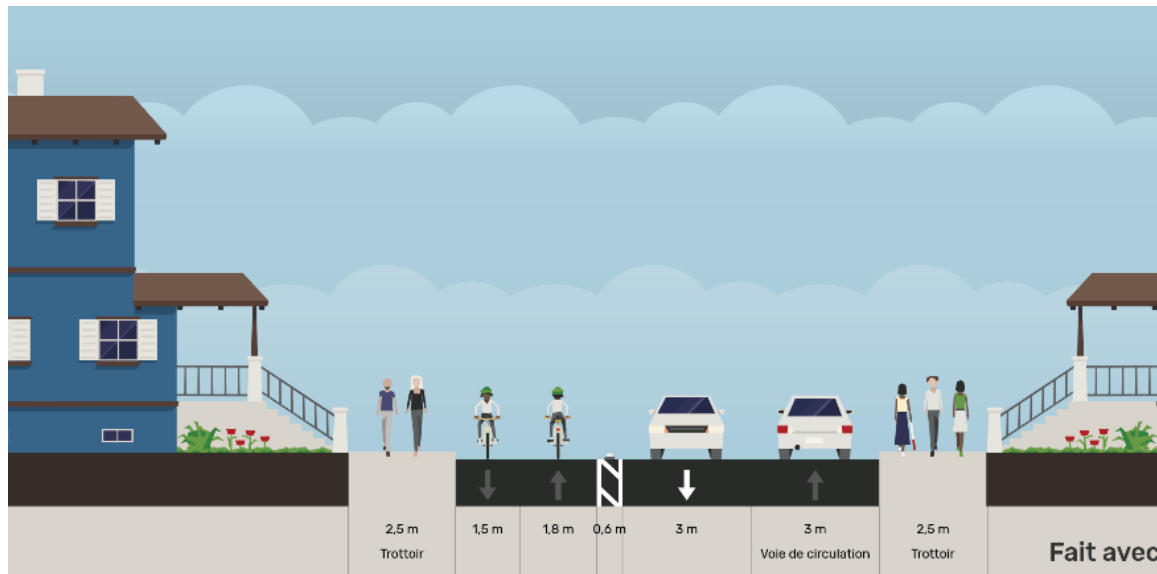 2,5 m
Trottoir
1,5 m
1,8 m
0,6 m
3 m
3 m
Voie de circulation
2,5 m
Trottoir
Fait avec